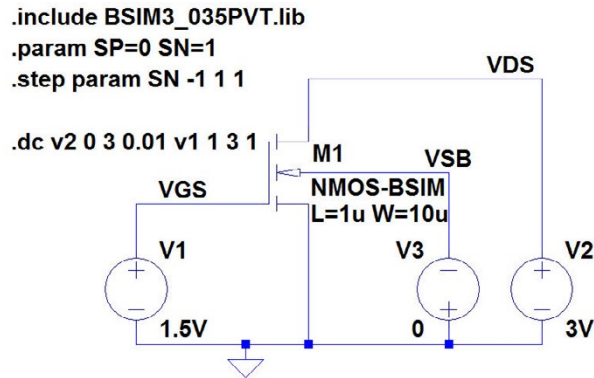 .include BSIM3_035PVT.lib
.param SP=0 SN=1
.step param SN -1 1 1
VDS
.dc v2 0 3 0.01 v1 1 3 1
M1
VSB
VGS
NMOS-BSIM
L=1u W=10u
V1
V3
V2
1.5V
0
3V